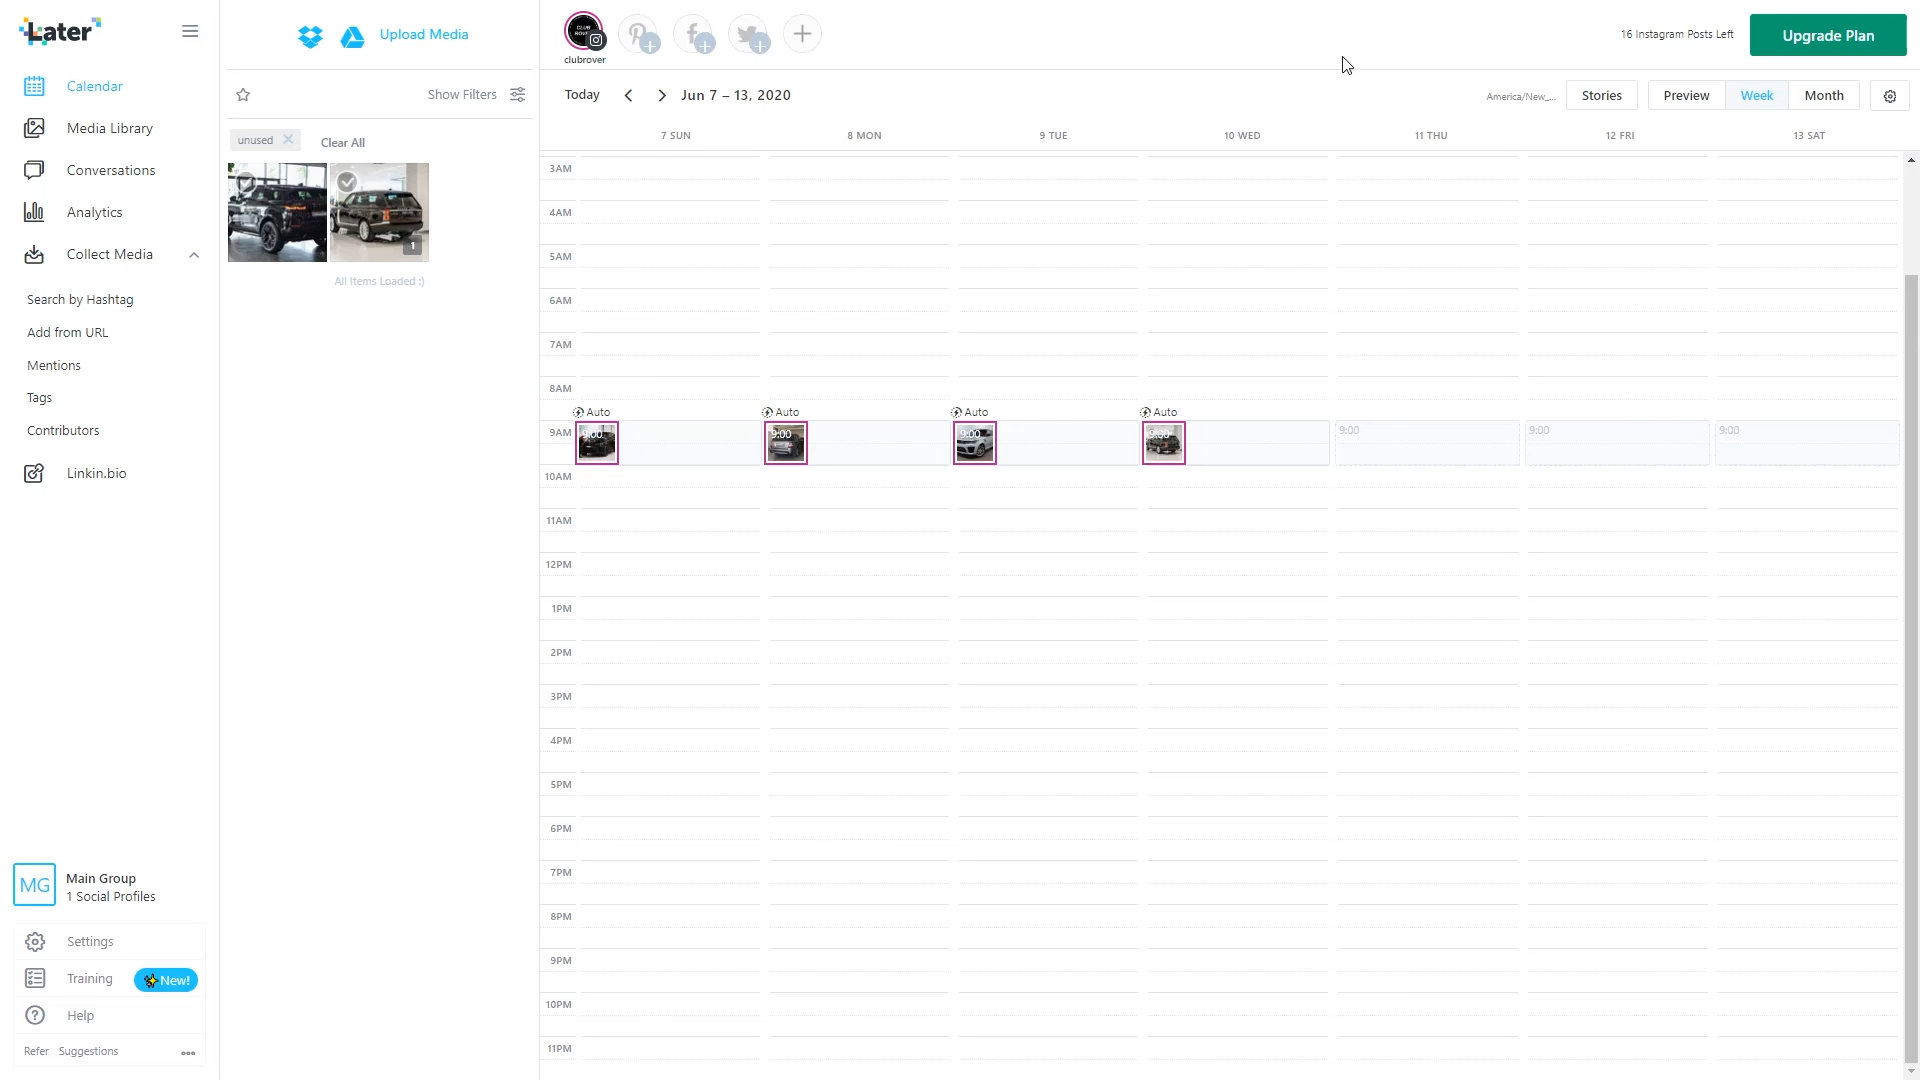 Later
Calendar
Media Library
Conversations
Analytics
Collect Media
Search by Hashtag
Add from URL
Mentions
Tags
Contributors
Linkin.bio
MG
Main Group
1 Social Profiles
Settings
Training
New!
Help
Refer Suggestions
Upload Media
Show Filters
unused
Clear All
1
All Items Loaded :)
CLUB
clubrover
16 Instagram Posts Left
Upgrade Plan
Today
Jun 7 – 13, 2020
America/New_...
Stories
Preview
Week
Month
7 SUN
8 MON
9 TUE
10 WED
11 THU
12 FRI
13 SAT
3AM
4AM
5AM
6AM
7AM
8AM
Auto
Auto
Auto
Auto
9AM
9:00
9:00
9:00
9:00
9:00
9:00
9:00
10AM
11AM
12PM
1PM
2PM
3PM
4PM
5PM
6PM
7PM
8PM
9PM
10PM
11PM